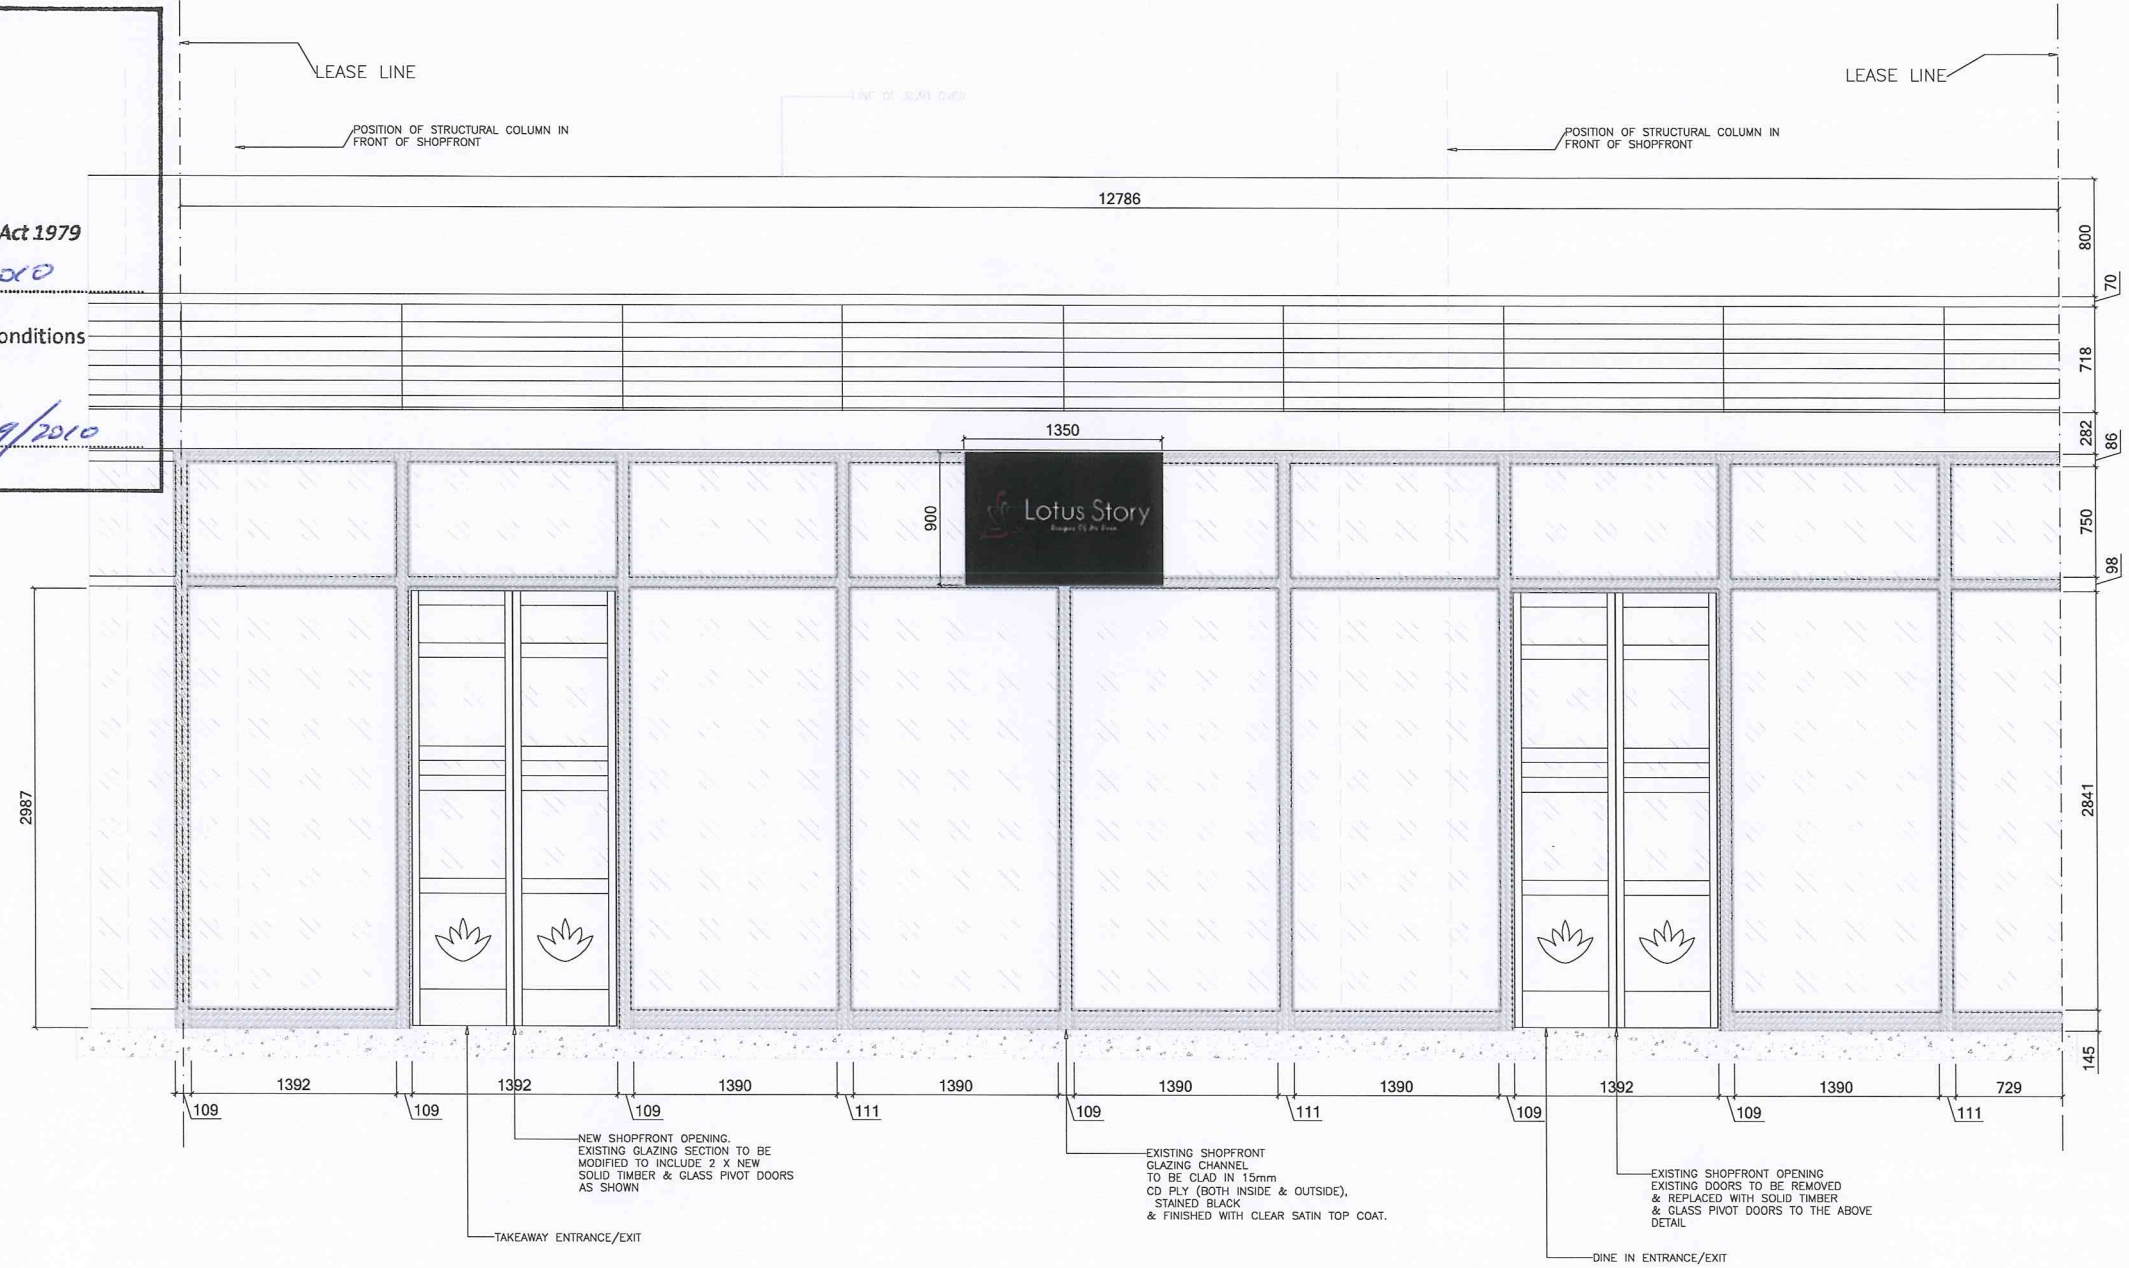 LEASE LINE
LEASE LINE
LINE OF SLAB OVER
POSITION OF STRUCTURAL COLUMN IN
FRONT OF SHOPFRONT
POSITION OF STRUCTURAL COLUMN IN
FRONT OF SHOPFRONT
12786
Act 1979
onditions
9/2010
800
70
718
282
86
750
98
2841
145
1350
900
Lotus Story
2987
1392
1392
1390
1390
1390
1390
1392
1390
729
109
109
109
111
109
111
109
109
111
NEW SHOPFRONT OPENING.
EXISTING GLAZING SECTION TO BE
MODIFIED TO INCLUDE 2 X NEW
SOLID TIMBER & GLASS PIVOT DOORS
AS SHOWN
TAKEAWAY ENTRANCE/EXIT
EXISTING SHOPFRONT
GLAZING CHANNEL
TO BE CLAD IN 15mm
CD PLY (BOTH INSIDE & OUTSIDE),
STAINED BLACK
& FINISHED WITH CLEAR SATIN TOP COAT.
EXISTING SHOPFRONT OPENING
EXISTING DOORS TO BE REMOVED
& REPLACED WITH SOLID TIMBER
& GLASS PIVOT DOORS TO THE ABOVE
DETAIL
DINE IN ENTRANCE/EXIT